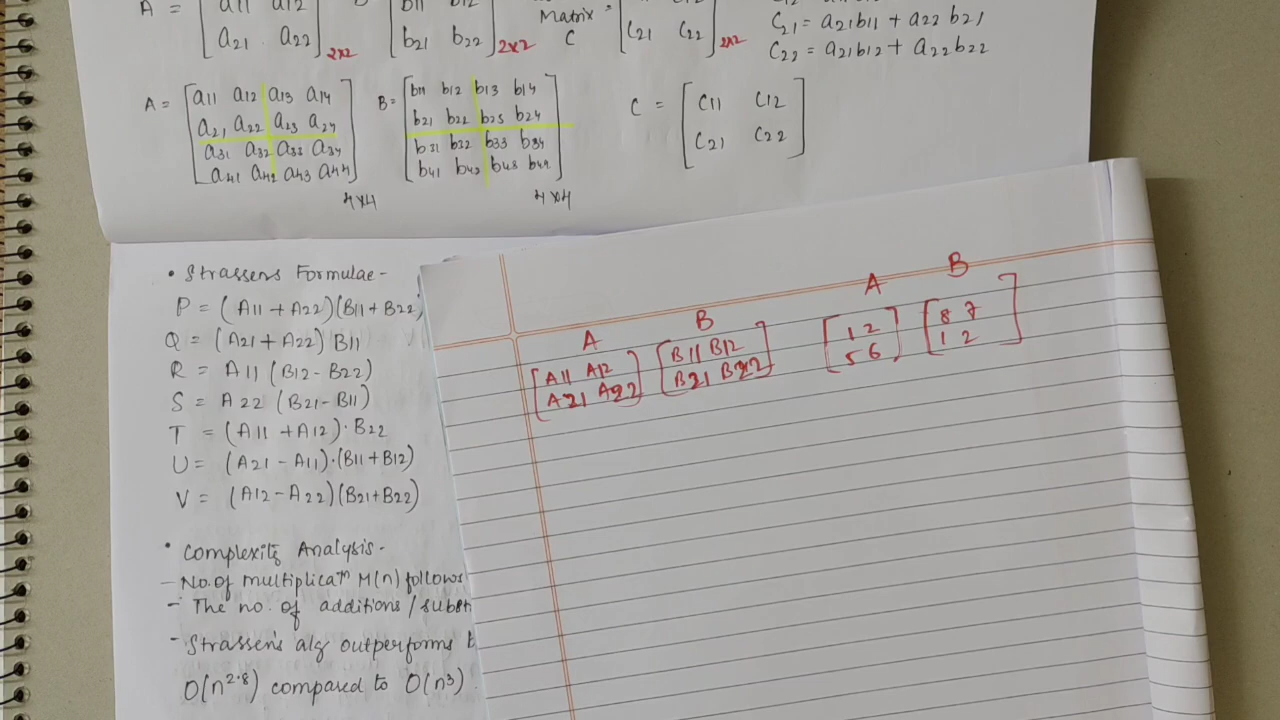 A = [ a11 a12
a21 a22 ] 2x2
b11 b12
b21 b22 ] 2x2
Matrix =
C
C21 C22 ] 2x2
C21 = a21b11 + a22 b21
C22 = a21b12 + a22b22
A = [ a11 a12 a13 a14
a21 a22 a23 a24
a31 a32 a33 a34
a41 a42 a43 a44 ]
4x4
B = [ b11 b12 b13 b14
b21 b22 b23 b24
b31 b32 b33 b34
b41 b42 b43 b44 ]
4x4
C = [ C11 C12
C21 C22 ]
• Strassens Formulae -
P = ( A11 + A22 ) ( B11 + B22
Q = ( A21 + A22 ) B11
R = A11 ( B12 - B22 )
S = A22 ( B21 - B11 )
T = ( A11 + A12 ) · B22
U = ( A21 - A11 ) · ( B11 + B12 )
V = ( A12 - A22 ) ( B21 + B22 )
• Complexity Analysis -
- No. of multiplicaTn M(n) follows
- The no. of additions /
- Strassen's alg outperforms
O(n2.8) compared to O(n3)
A B
[ A11 A12
A21 A22 ]
[ B11 B12
B21 B22 ]
A B
[ 1 2
5 6 ]
[ 8 7
1 2 ]